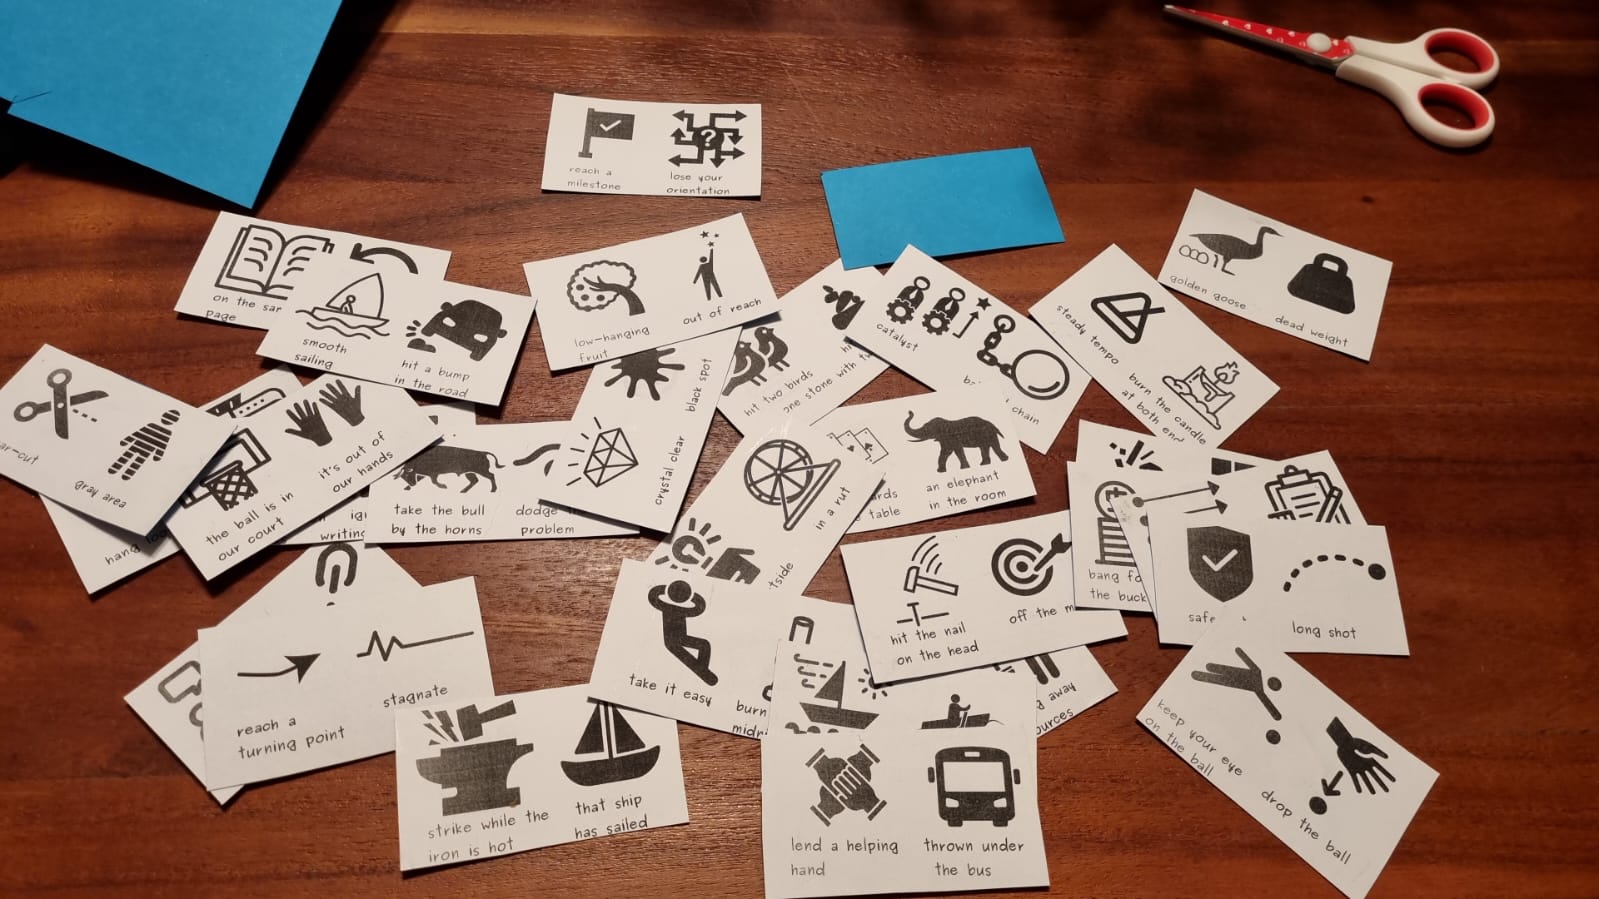 reach a
milestone
lose your
orientation
on the
page
smooth
sailing
hit a bump
in the road
low-hanging
fruit
out of reach
golden goose
dead weight
catalyst
chain
steady tempo
burn the candle
at both
hit two birds
one stone with
black spot
crystal clear
gray area
hang
the ball is in
our court
it's out of
our hands
writing
take the bull
by the horns
dodge
problem
in a rut
table
an elephant
in the room
hit the nail
on the head
off the
bang
the buck
long shot
take it easy
burn
reach a
turning point
stagnate
away
strike while the
iron is hot
that ship
has sailed
lend a helping
hand
thrown under
the bus
keep your eye
on the ball
drop the ball